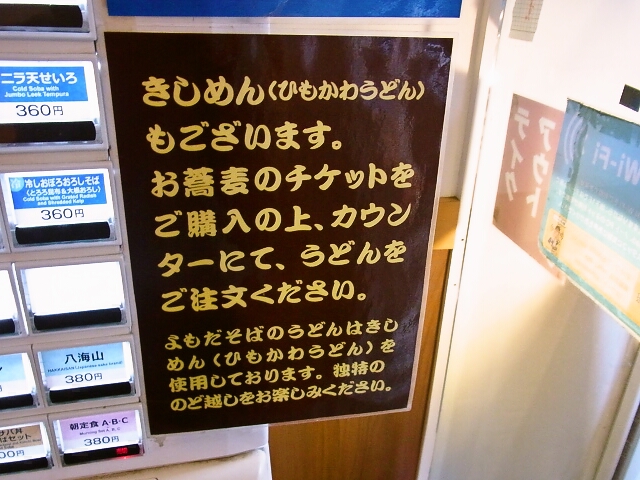 ニラ天せいろ
Cold Soba with
Jumbo Leek Tempura
360円
冷しおぼろおろしそば
(とろろ昆布&大根おろし)
Cold Soba with Grated Radish
and Shredded Kelp
360円
八海山
380円
朝定食 A・B・C
Morning Set A, B, C
380円
きしめん(ひもかわうどん)
もございます。
お蕎麦のチケットを
ご購入の上、カウン
ターにて、うどんを
ご注文ください。
よもだそばのうどんはきし
めん(ひもかわうどん)を
使用しております。独特の
のど越しをお楽しみください。
アウト
テイク
Wi-Fi